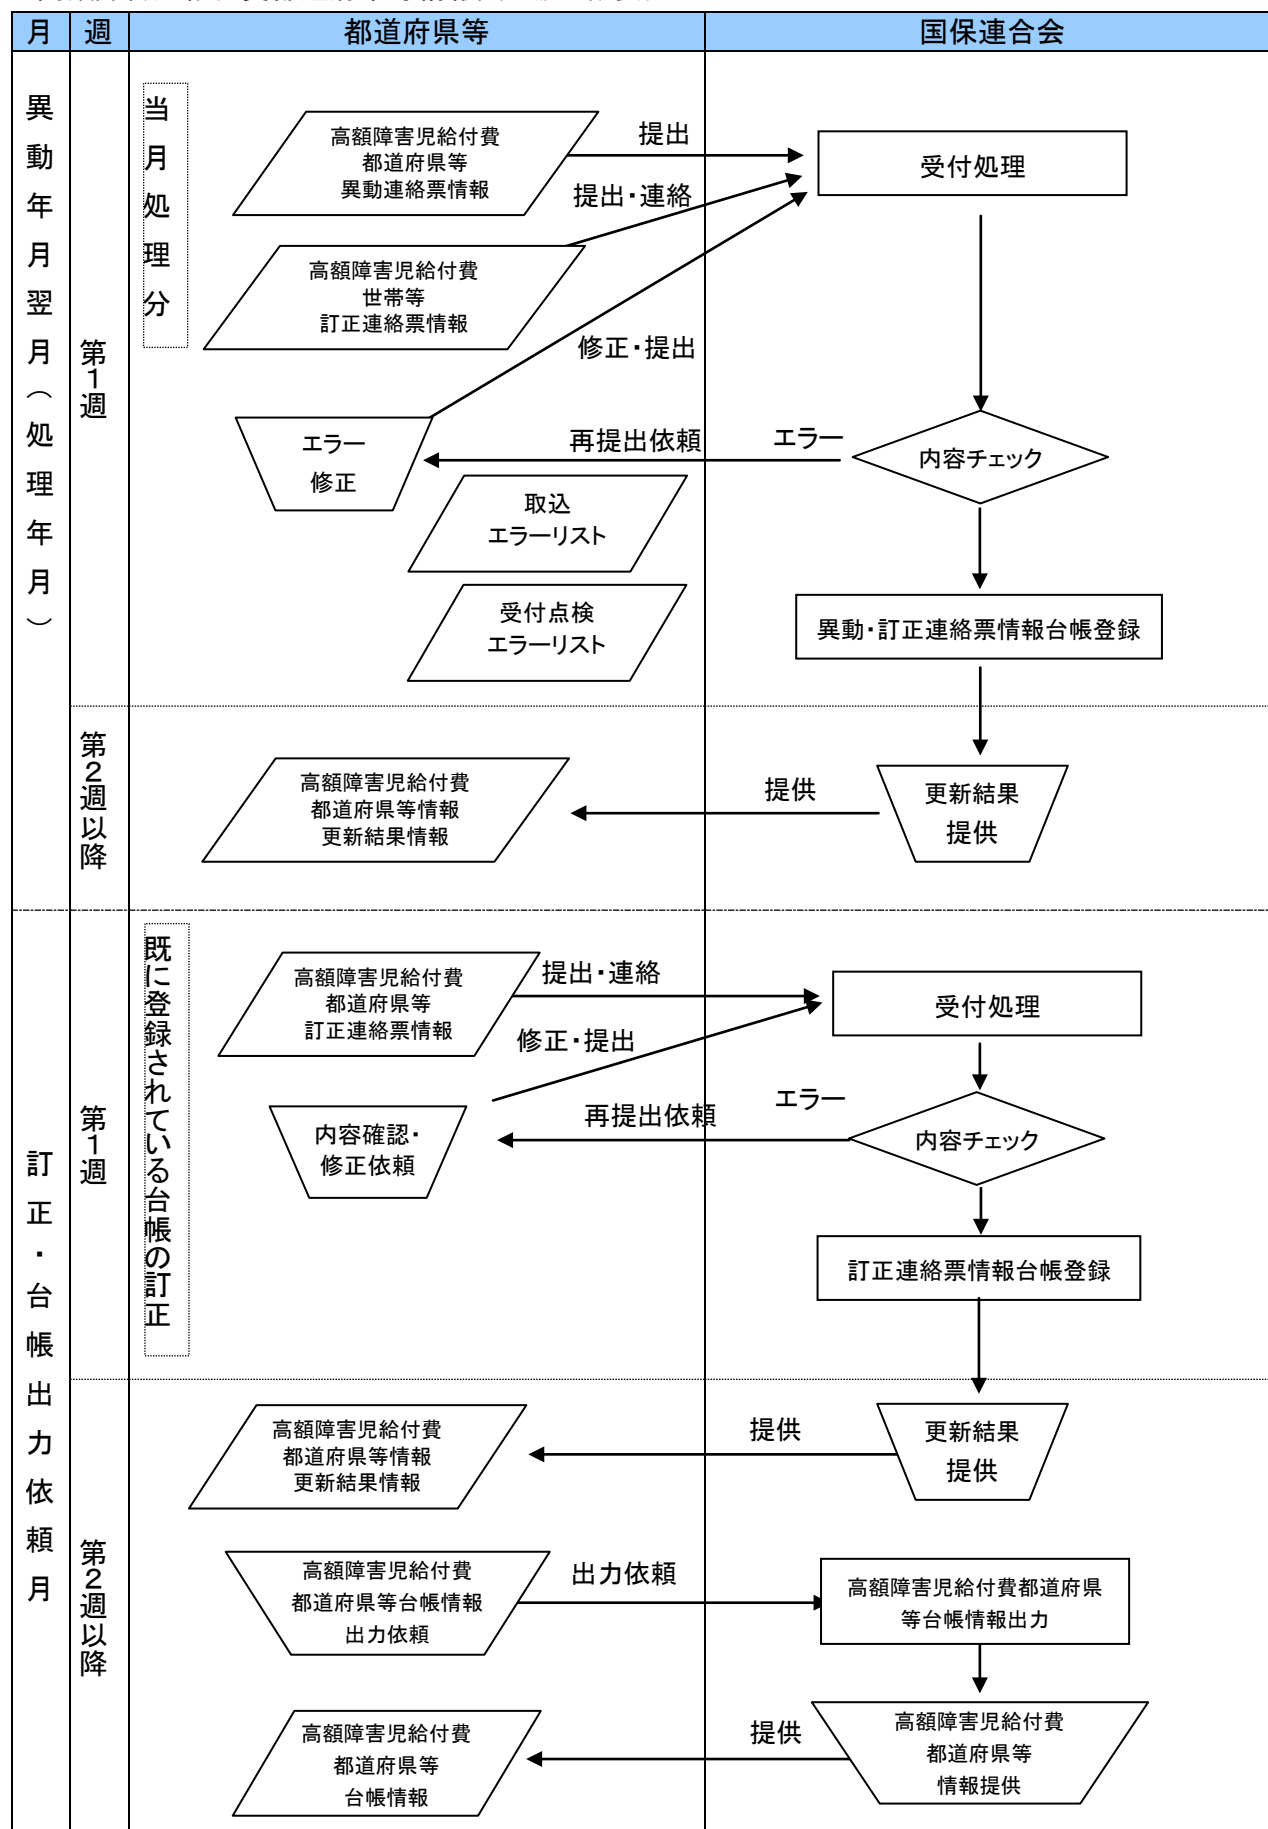 月
週
都道府県等
国保連合会
異動年月翌月（処理年月）
第1週
当月処理分
高額障害児給付費
都道府県等
異動連絡票情報
提出
受付処理
提出・連絡
高額障害児給付費
世帯等
訂正連絡票情報
修正・提出
エラー
修正
再提出依頼
エラー
内容チェック
取込
エラーリスト
受付点検
エラーリスト
異動・訂正連絡票情報台帳登録
第2週以降
高額障害児給付費
都道府県等情報
更新結果情報
提供
更新結果
提供
訂正・台帳出力依頼月
第1週
既に登録されている台帳の訂正
高額障害児給付費
都道府県等
訂正連絡票情報
提出・連絡
受付処理
修正・提出
内容確認・
修正依頼
再提出依頼
エラー
内容チェック
訂正連絡票情報台帳登録
第2週以降
高額障害児給付費
都道府県等情報
更新結果情報
提供
更新結果
提供
高額障害児給付費
都道府県等台帳情報
出力依頼
出力依頼
高額障害児給付費都道府県
等台帳情報出力
高額障害児給付費
都道府県等
台帳情報
提供
高額障害児給付費
都道府県等
情報提供